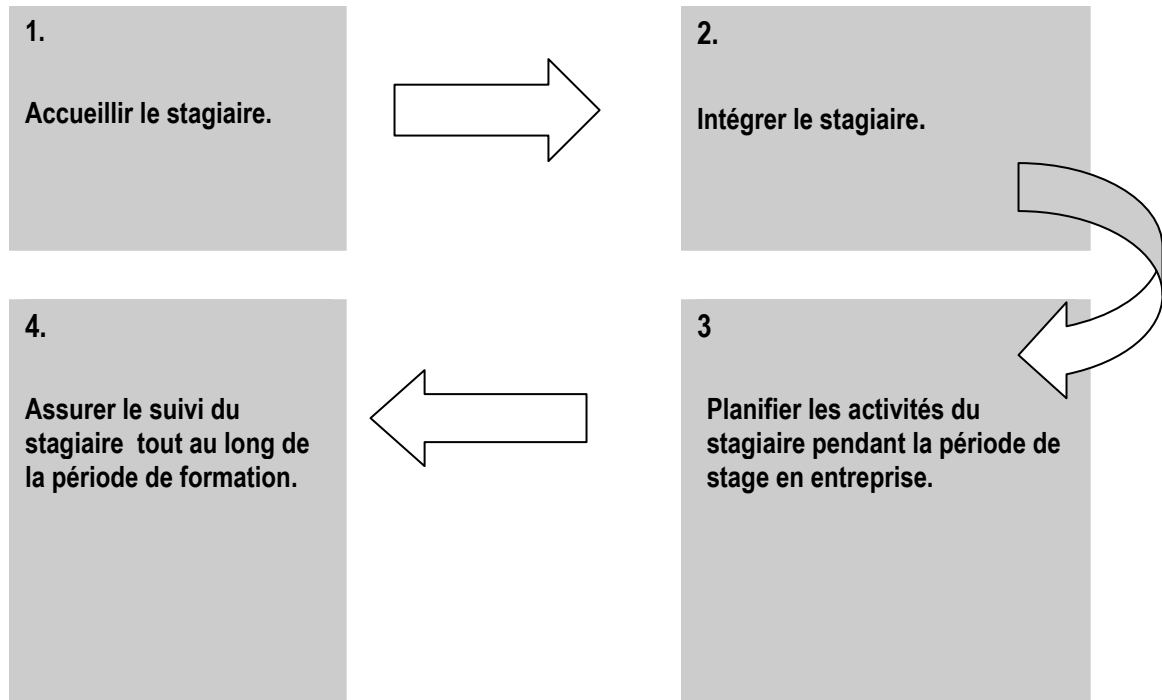 1.
Accueillir le stagiaire.
2.
Intégrer le stagiaire.
3
Planifier les activités du
stagiaire pendant la période de
stage en entreprise.
4.
Assurer le suivi du
stagiaire  tout au long de
la période de formation.